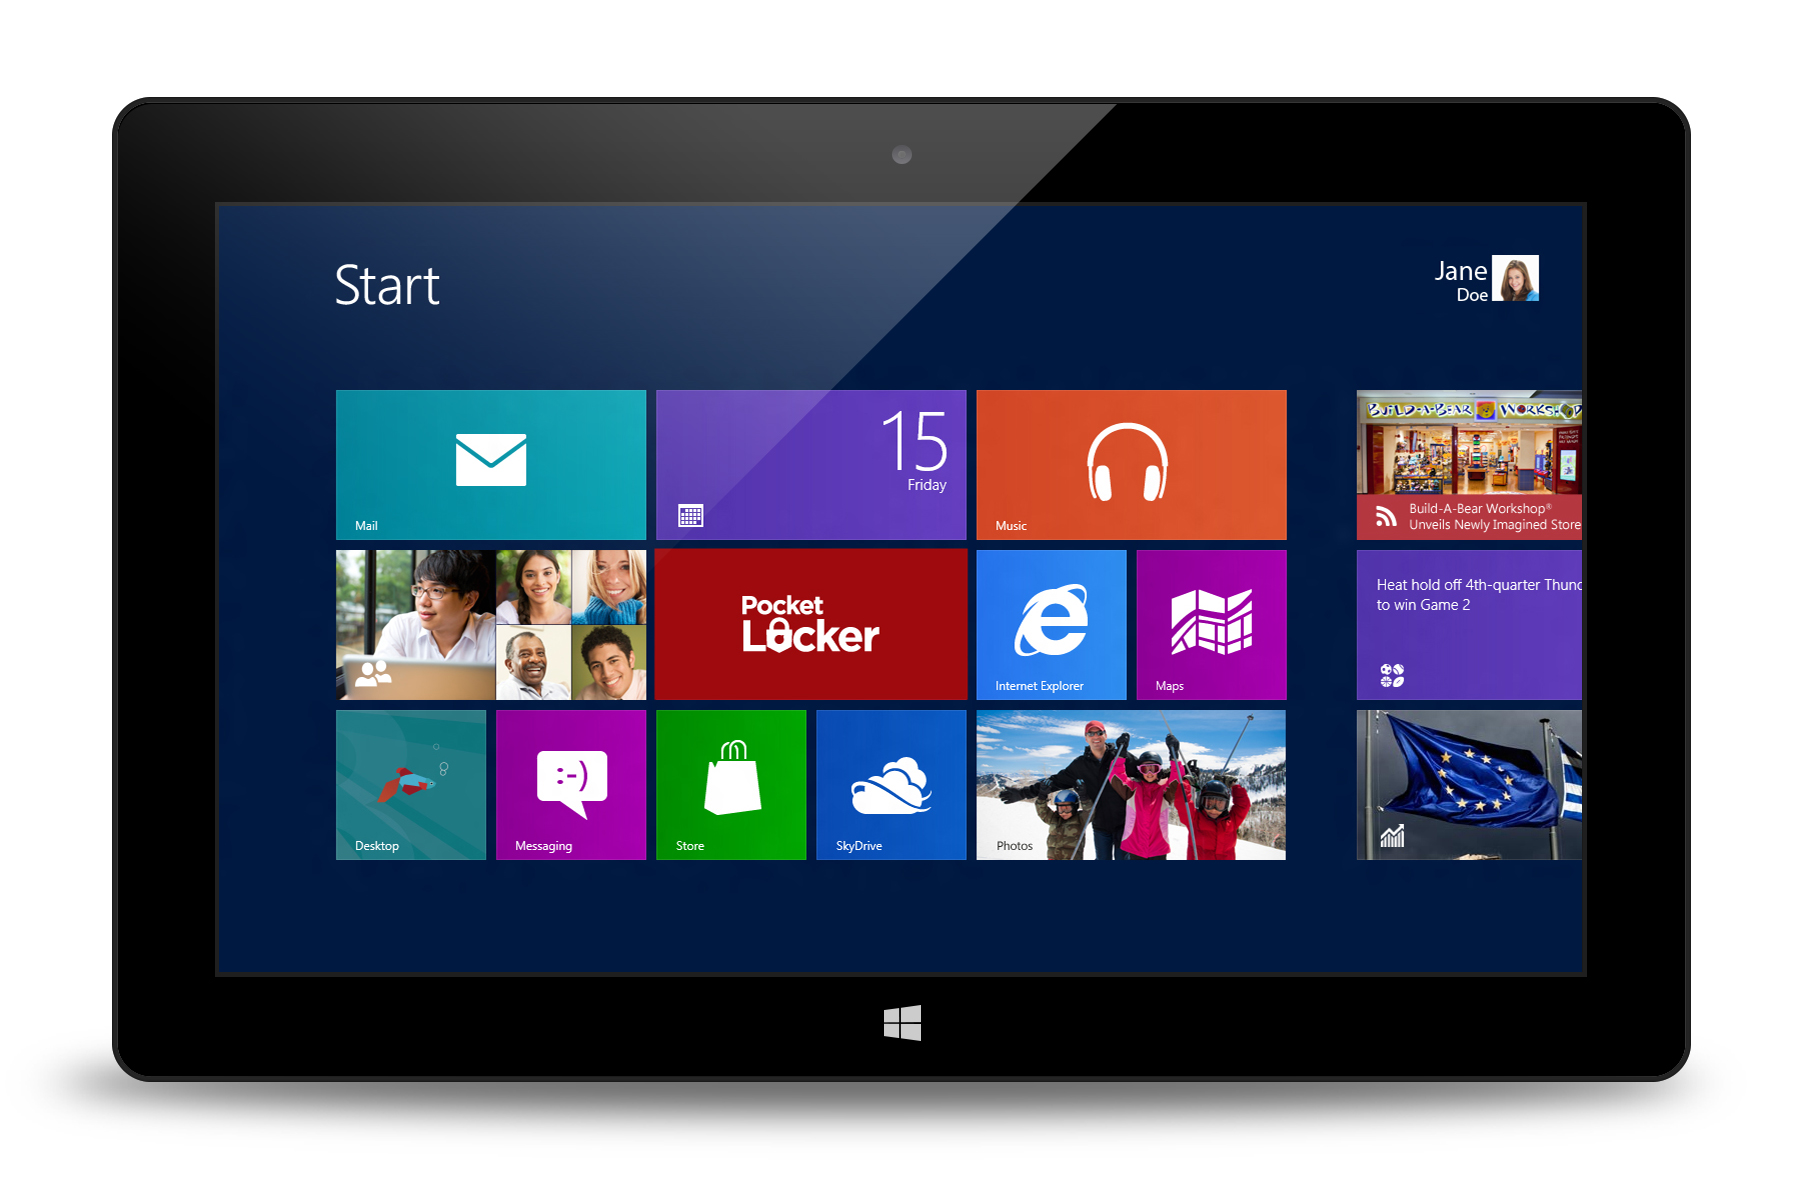 Start
Jane
Doe
Mail
15
Friday
Music
BUILD-A-BEAR WORKSHOP
Build-A-Bear Workshop®
Unveils Newly Imagined Store
Pocket
Locker
Internet Explorer
Maps
Heat hold off 4th-quarter Thund
to win Game 2
Desktop
:-)
Messaging
Store
SkyDrive
Photos